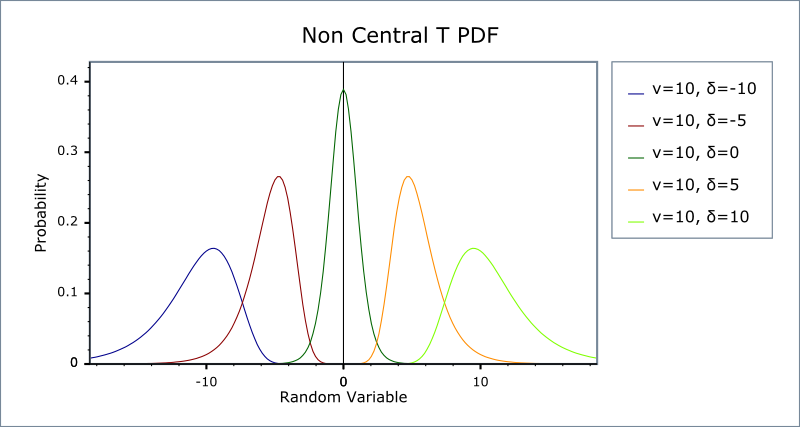 Non Central T PDF
0.4
0.3
0.2
0.1
0
Probability
-10
0
10
Random Variable
v=10, δ=-10
v=10, δ=-5
v=10, δ=0
v=10, δ=5
v=10, δ=10